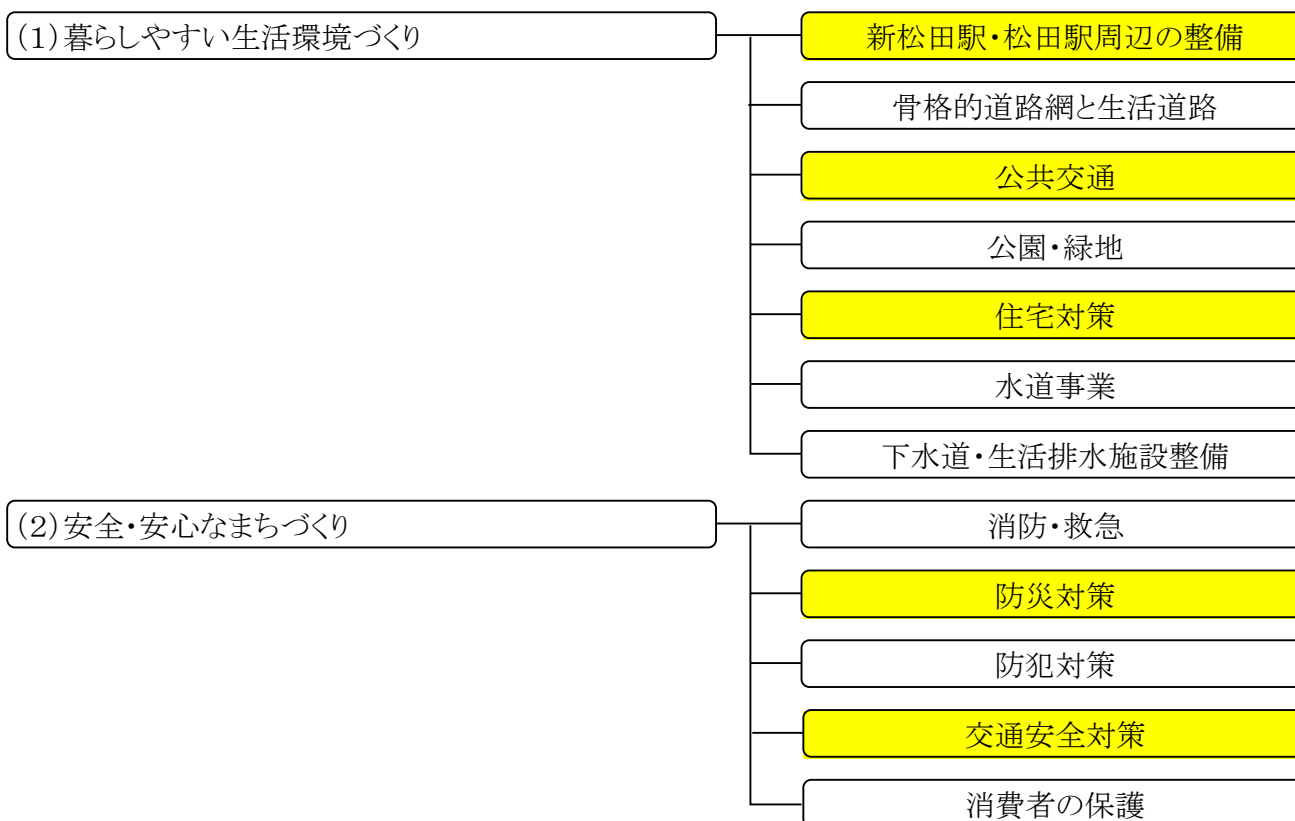 (1)暮らしやすい生活環境づくり
新松田駅・松田駅周辺の整備
骨格的道路網と生活道路
公共交通
公園・緑地
住宅対策
水道事業
下水道・生活排水施設整備
(2)安全・安心なまちづくり
消防・救急
防災対策
防犯対策
交通安全対策
消費者の保護